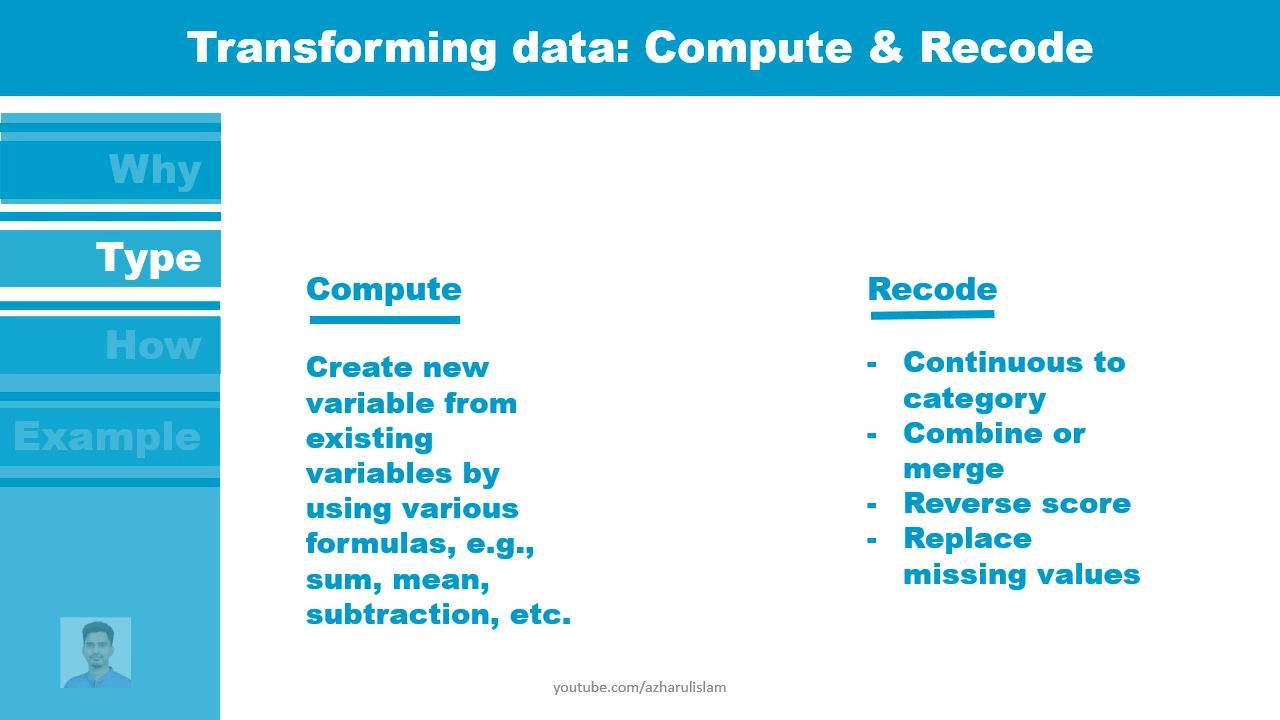 Transforming data: Compute & Recode
Why
Type
How
Example
Compute
Create new
variable from
existing
variables by
using various
formulas, e.g.,
sum, mean,
subtraction, etc.
Recode
- Continuous to
category
- Combine or
merge
- Reverse score
- Replace
missing values
youtube.com/azharulislam